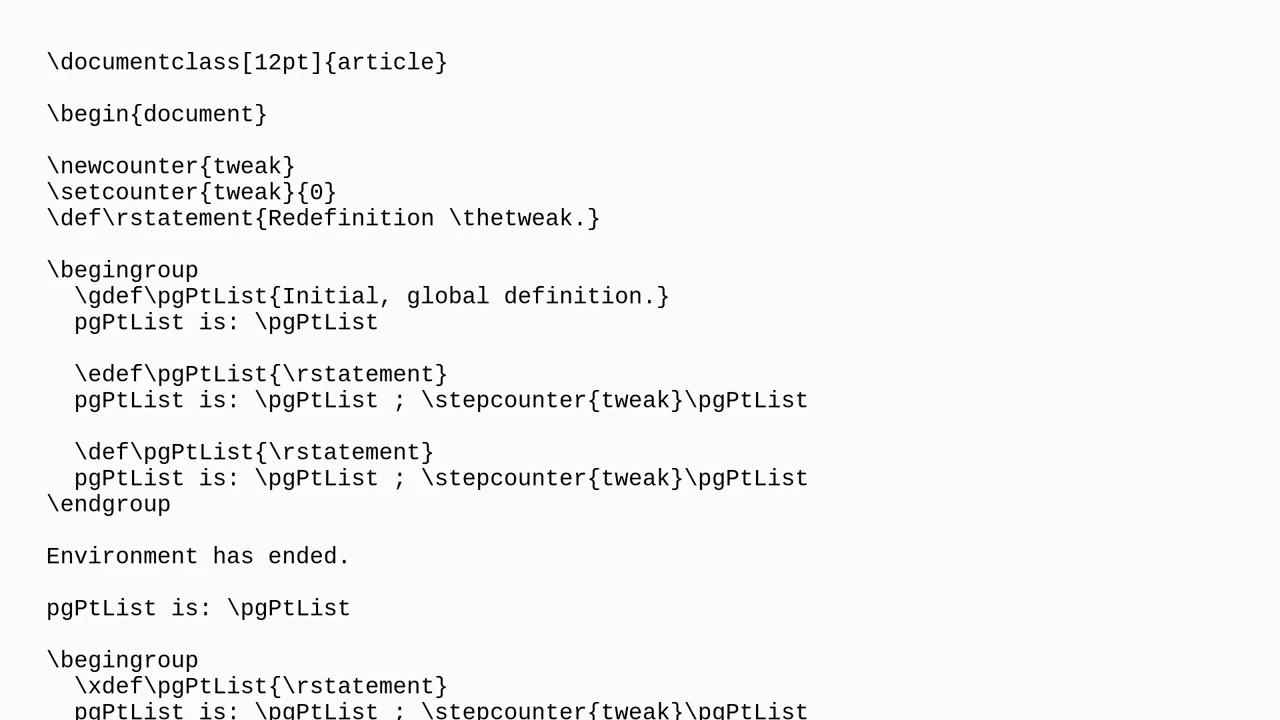 \documentclass[12pt]{article}
\begin{document}
\newcounter{tweak}
\setcounter{tweak}{0}
\def\rstatement{Redefinition \thetweak.}
\begingroup
\gdef\pgPtList{Initial, global definition.}
pgPtList is: \pgPtList
\edef\pgPtList{\rstatement}
pgPtList is: \pgPtList ; \stepcounter{tweak}\pgPtList
\def\pgPtList{\rstatement}
pgPtList is: \pgPtList ; \stepcounter{tweak}\pgPtList
\endgroup
Environment has ended.
pgPtList is: \pgPtList
\begingroup
\xdef\pgPtList{\rstatement}
pgPtList is: \pgPtList ; \stepcounter{tweak}\pgPtList